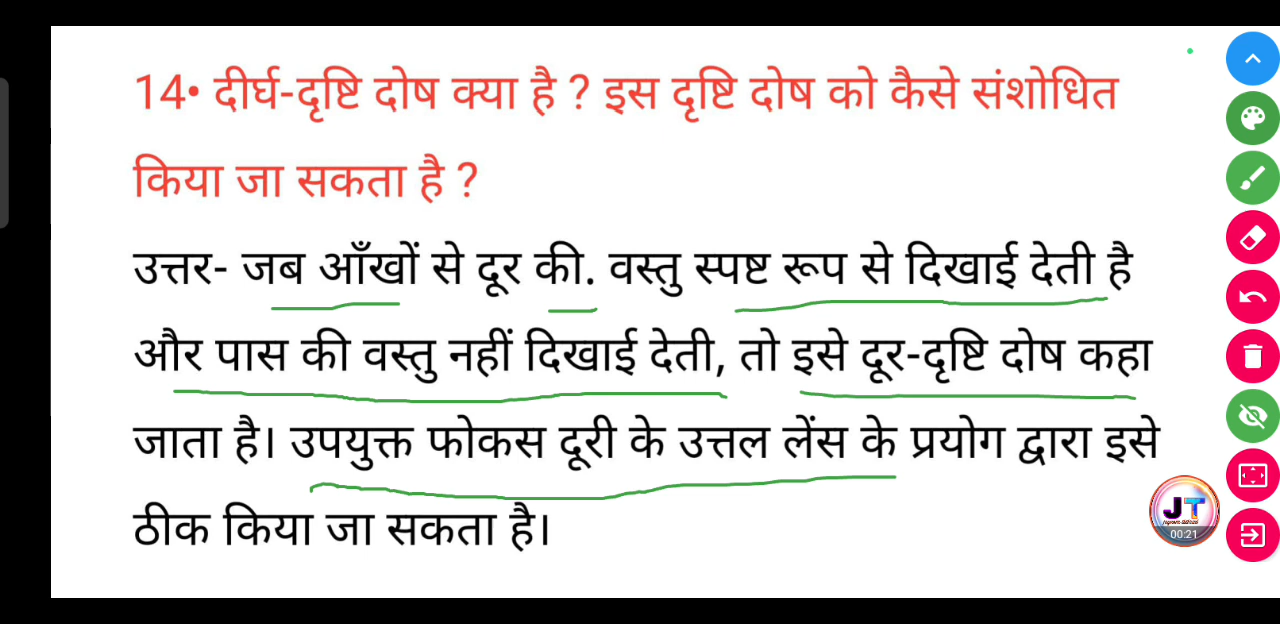 14• दीर्घ-दृष्टि दोष क्या है ? इस दृष्टि दोष को कैसे संशोधित
किया जा सकता है ?
उत्तर- जब आँखों से दूर की. वस्तु स्पष्ट रूप से दिखाई देती है
और पास की वस्तु नहीं दिखाई देती, तो इसे दूर-दृष्टि दोष कहा
जाता है। उपयुक्त फोकस दूरी के उत्तल लेंस के प्रयोग द्वारा इसे
ठीक किया जा सकता है।
JT
00:21